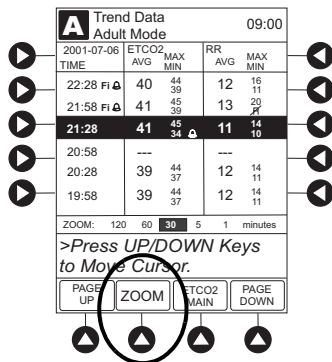 A Trend Data 09:00
Adult Mode
2001-07-06 ETCO2 RR
TIME AVG MAX MIN AVG MAX MIN
22:28 Fi 40 44 39 12 16 11
21:58 Fi 41 45 39 13 20
21:28 41 45 34 11 14 10
20:58 ---  ---
20:28 39 44 37 12 14 11
19:58 39 44 37 12 14 11
ZOOM: 120 60 30 5 1 minutes
>Press UP/DOWN Keys
to Move Cursor.
PAGE UP ZOOM ETCO2 MAIN PAGE DOWN